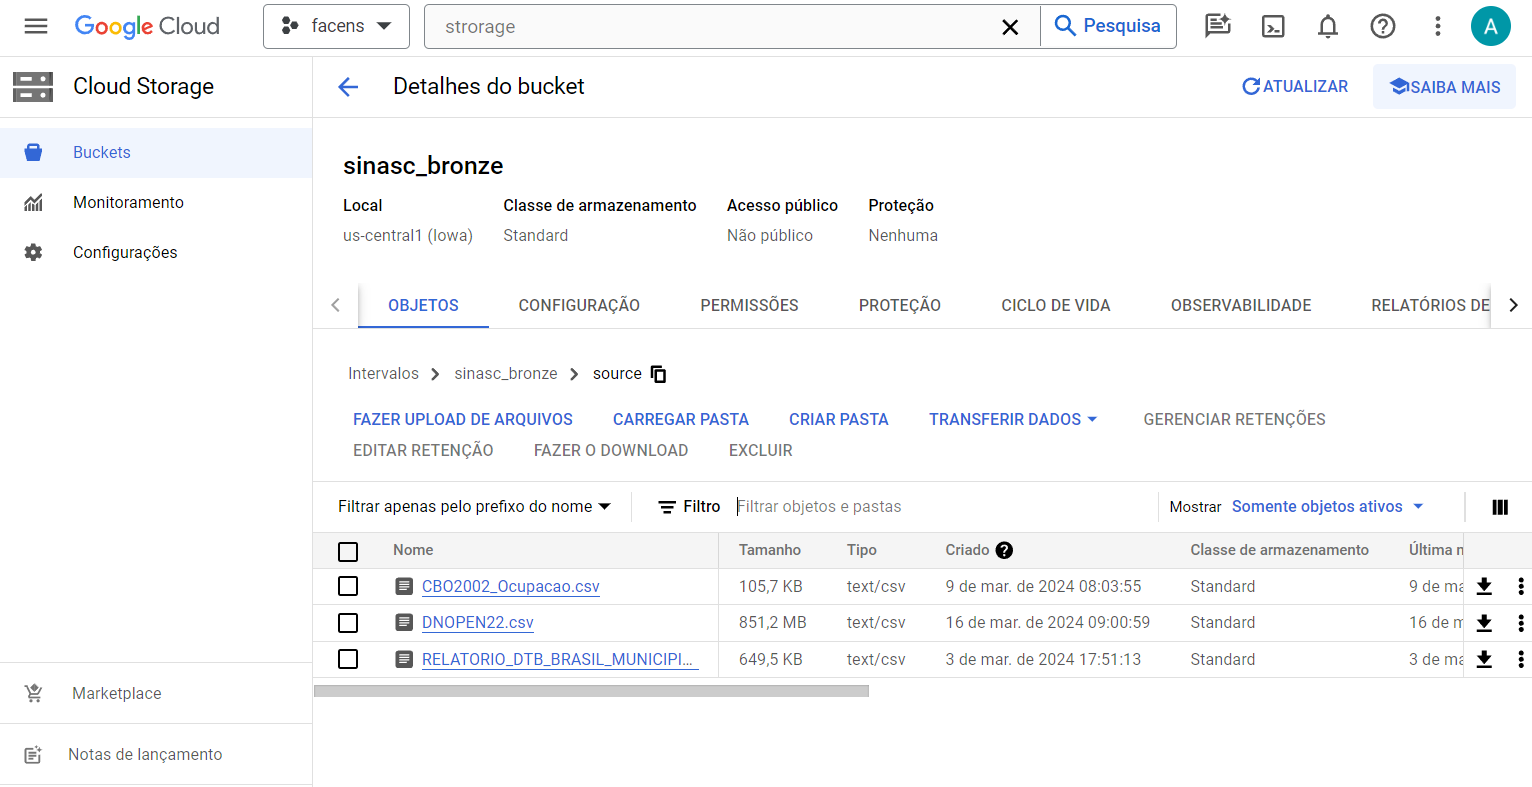 Google Cloud
facens
strorage
Pesquisa
A
Cloud Storage
Detalhes do bucket
ATUALIZAR
SAIBA MAIS
Buckets
Monitoramento
Configurações
Marketplace
Notas de lançamento
sinasc_bronze
Local Classe de armazenamento Acesso público Proteção
us-central1 (Iowa) Standard Não público Nenhuma
OBJETOS CONFIGURAÇÃO PERMISSÕES PROTEÇÃO CICLO DE VIDA OBSERVABILIDADE RELATÓRIOS DE
Intervalos sinasc_bronze source
FAZER UPLOAD DE ARQUIVOS CARREGAR PASTA CRIAR PASTA TRANSFERIR DADOS GERENCIAR RETENÇÕES
EDITAR RETENÇÃO FAZER O DOWNLOAD EXCLUIR
Filtrar apenas pelo prefixo do nome Filtro Filtrar objetos e pastas Mostrar Somente objetos ativos
Nome Tamanho Tipo Criado Classe de armazenamento Última
CBO2002_Ocupacao.csv 105,7 KB text/csv 9 de mar. de 2024 08:03:55 Standard 9 de ma
DNOPEN22.csv 851,2 MB text/csv 16 de mar. de 2024 09:00:59 Standard 16 de m
RELATORIO_DTB_BRASIL_MUNICIPI... 649,5 KB text/csv 3 de mar. de 2024 17:51:13 Standard 3 de ma